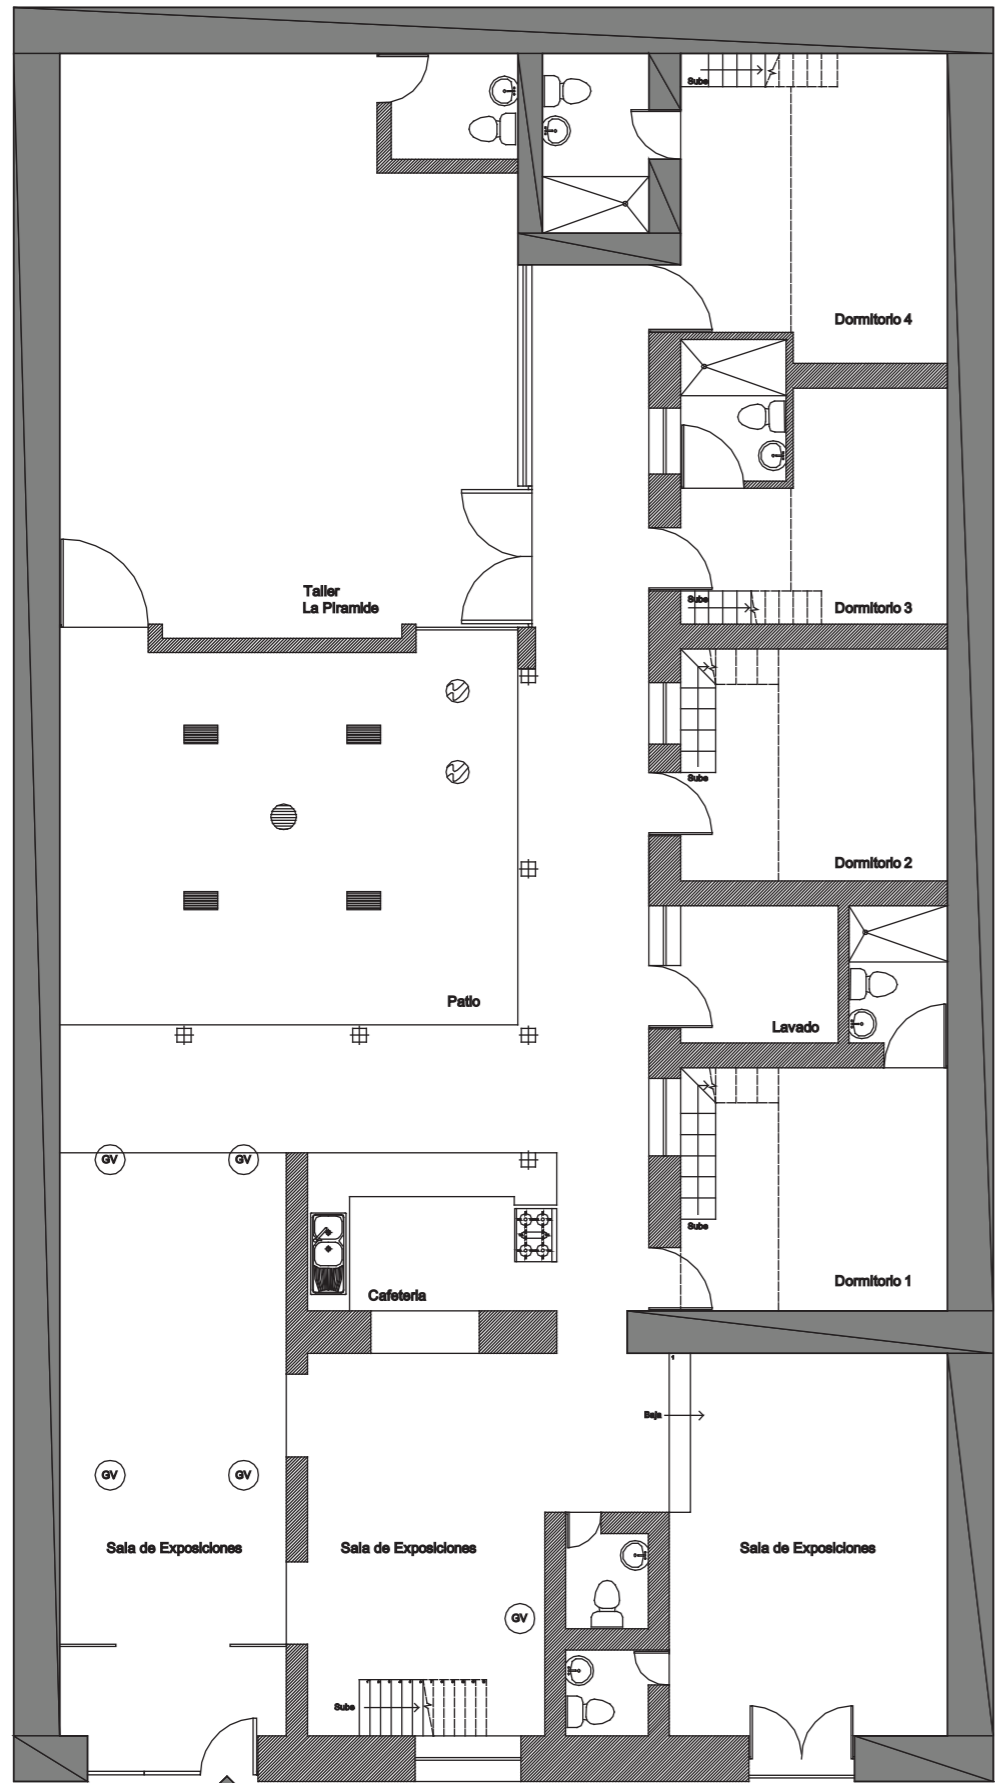 Sube
Dormitorio 4
Taller
La Piramide
Sube
Dormitorio 3
Sube
Dormitorio 2
Patio
Lavado
GV
GV
Sube
Dormitorio 1
Cafeteria
1
Baja
GV
GV
Sala de Exposiciones
Sala de Exposiciones
Sala de Exposiciones
GV
Sube